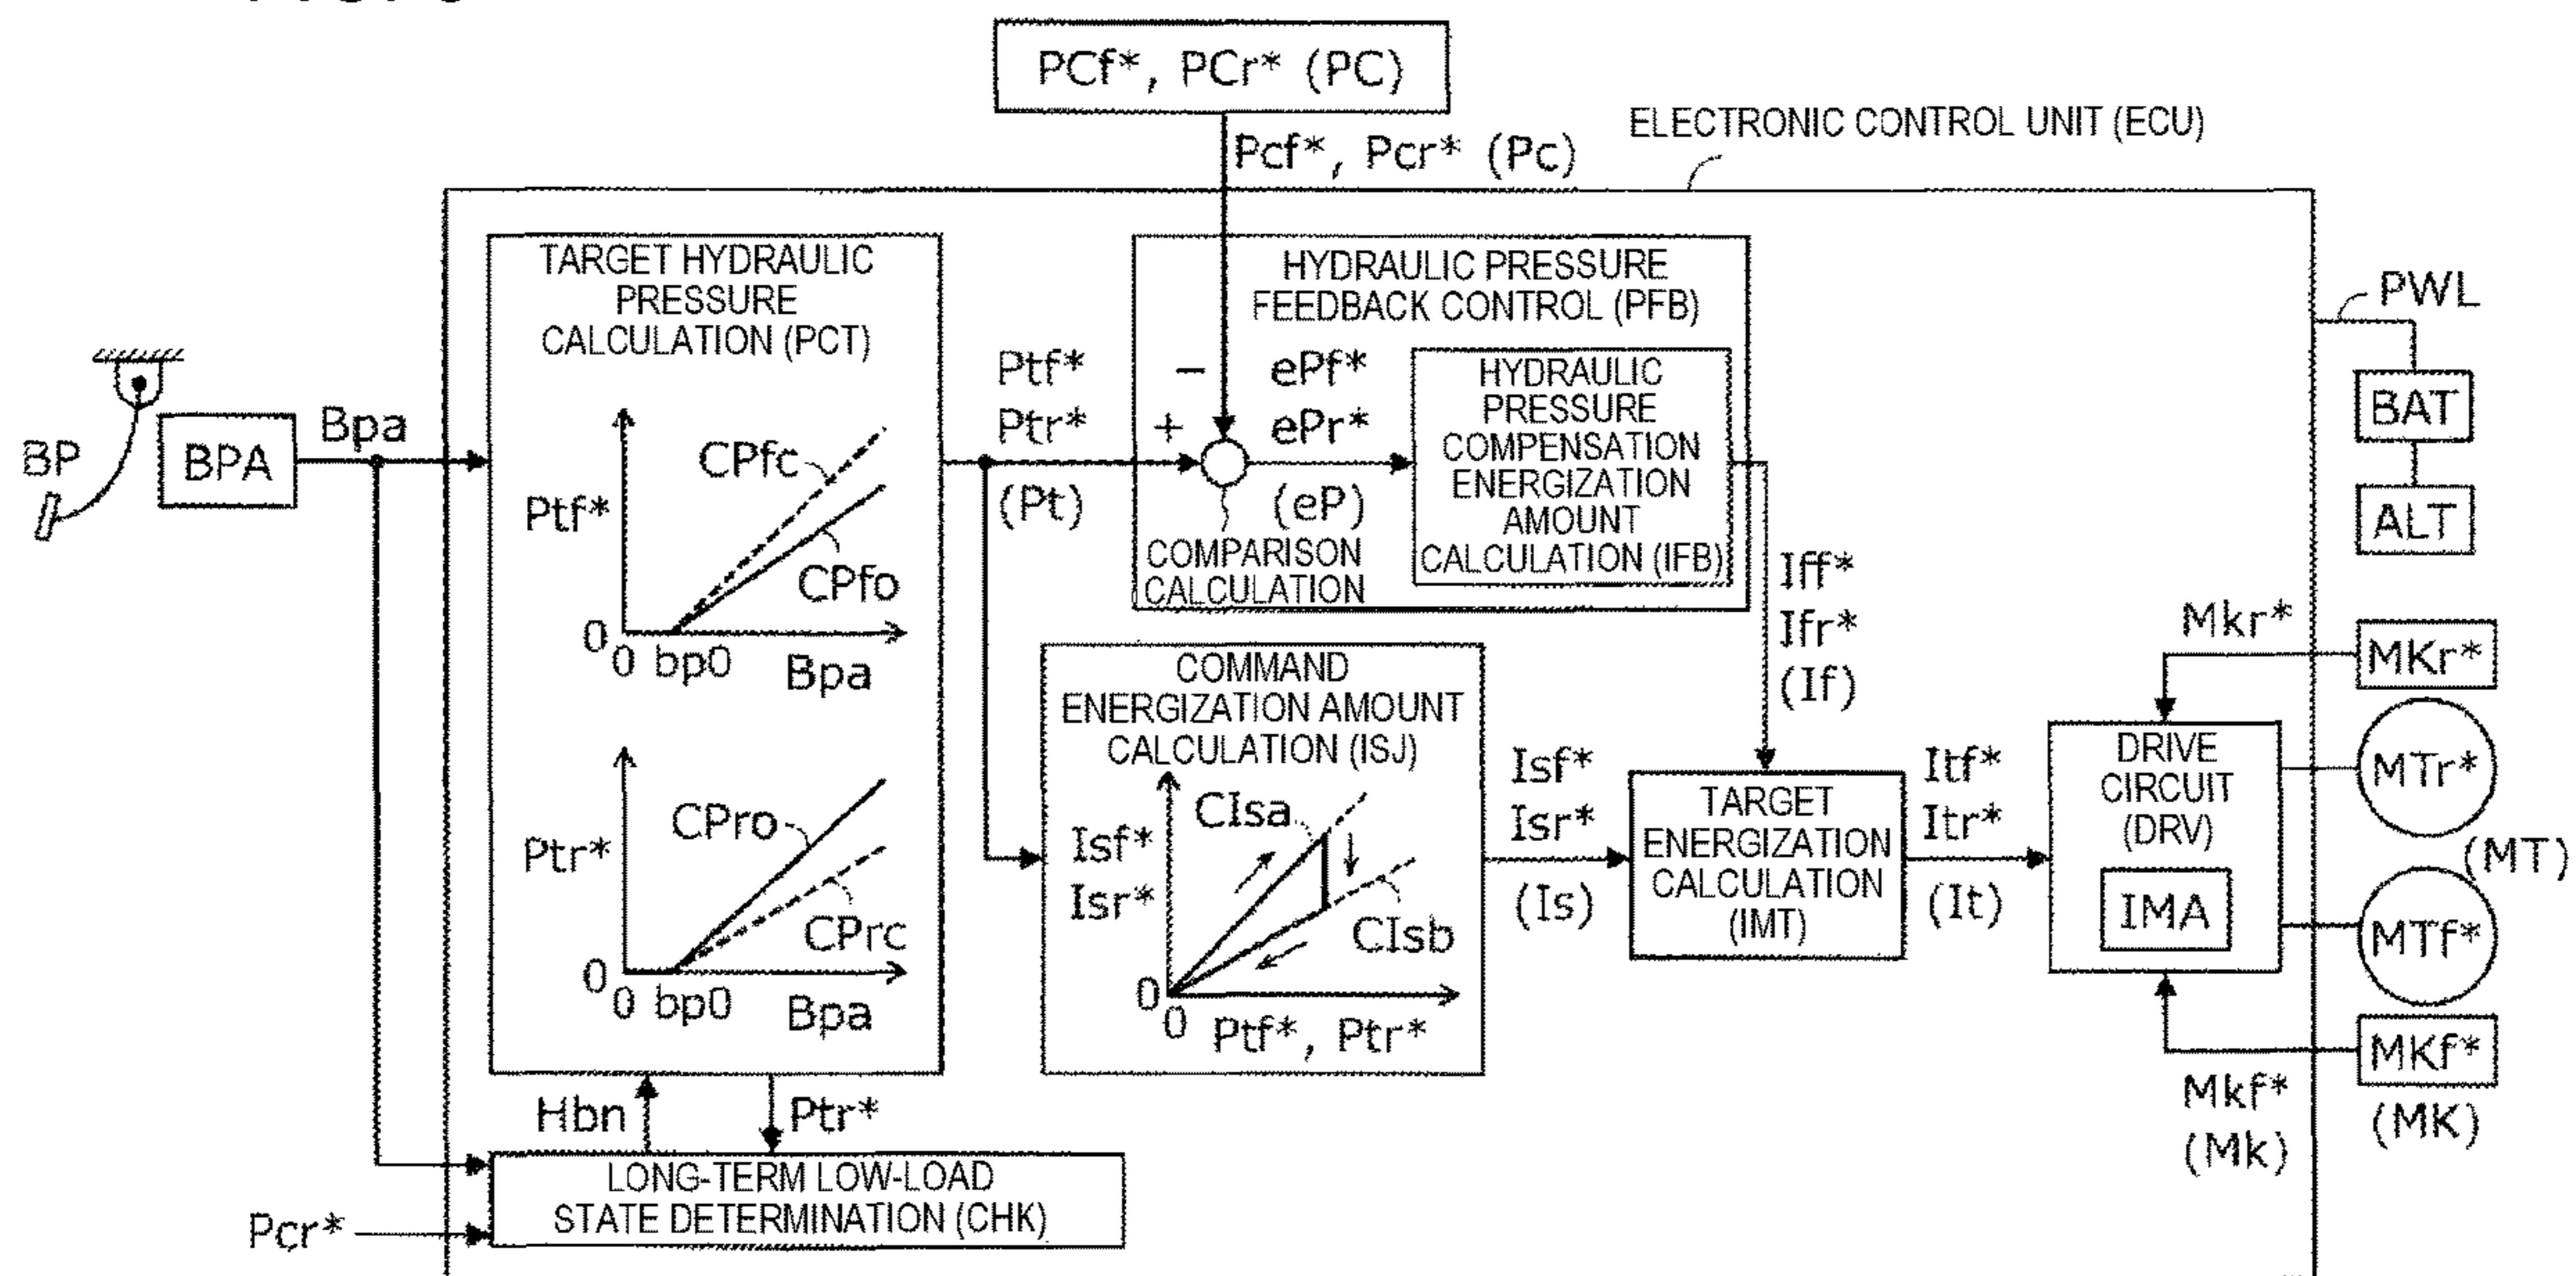 PCf*, PCr* (PC)
ELECTRONIC CONTROL UNIT (ECU)
Pcf*, Pcr* (Pc)
TARGET HYDRAULIC
PRESSURE
CALCULATION (PCT)
HYDRAULIC PRESSURE
FEEDBACK CONTROL (PFB)
PWL
BP
BPA
Bpa
Ptf*
CPfc
CPfo
0
0 bp0 Bpa
Ptr*
CPro
CPrc
0
0 bp0 Bpa
Ptf*
Ptr*
(Pt)
−
+
ePf*
ePr*
(eP)
COMPARISON
CALCULATION
HYDRAULIC
PRESSURE
COMPENSATION
ENERGIZATION
AMOUNT
CALCULATION (IFB)
BAT
ALT
Iff*
Ifr*
(If)
COMMAND
ENERGIZATION AMOUNT
CALCULATION (ISJ)
CIsa
Isf*
Isr*
CIsb
0
0
Ptf*, Ptr*
Isf*
Isr*
(Is)
TARGET
ENERGIZATION
CALCULATION
(IMT)
Itf*
Itr*
(It)
Mkr*
MKr*
DRIVE
CIRCUIT
(DRV)
IMA
MTr*
(MT)
MTf*
MKf*
(MK)
Mkf*
(Mk)
Hbn
Ptr*
LONG-TERM LOW-LOAD
STATE DETERMINATION (CHK)
Pcr*